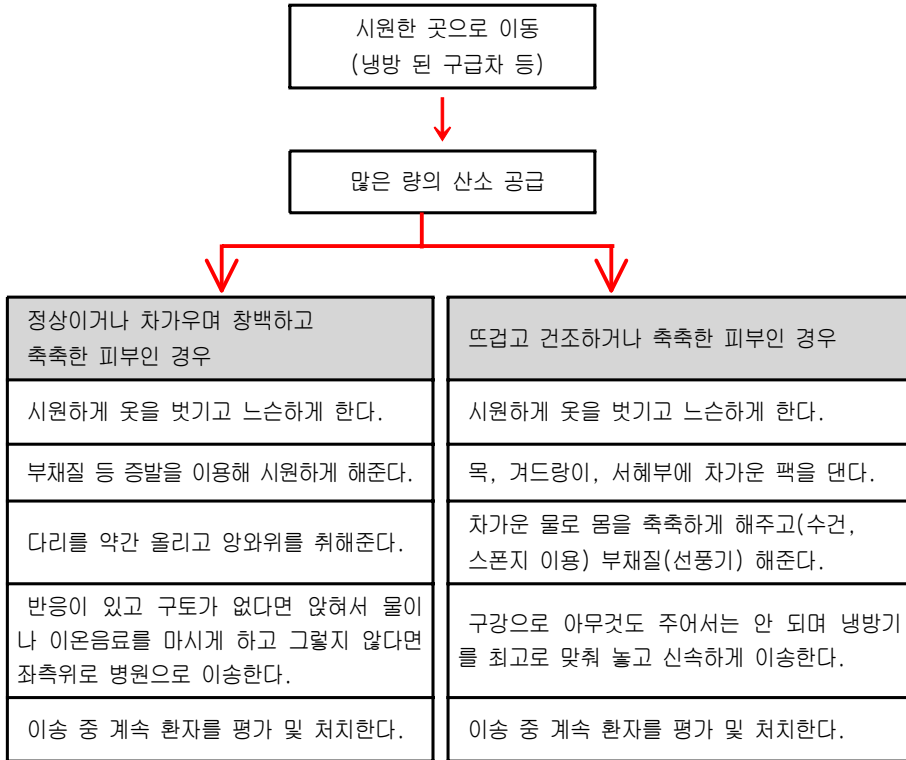 시원한 곳으로 이동
(냉방 된 구급차 등)
많은 량의 산소 공급
정상이거나 차가우며 창백하고
축축한 피부인 경우
시원하게 옷을 벗기고 느슨하게 한다.
부채질 등 증발을 이용해 시원하게 해준다.
다리를 약간 올리고 앙와위를 취해준다.
반응이 있고 구토가 없다면 앉혀서 물이
나 이온음료를 마시게 하고 그렇지 않다면
좌측위로 병원으로 이송한다.
이송 중 계속 환자를 평가 및 처치한다.
뜨겁고 건조하거나 축축한 피부인 경우
시원하게 옷을 벗기고 느슨하게 한다.
목, 겨드랑이, 서혜부에 차가운 팩을 댄다.
차가운 물로 몸을 축축하게 해주고(수건,
스폰지 이용) 부채질(선풍기) 해준다.
구강으로 아무것도 주어서는 안 되며 냉방기
를 최고로 맞춰 놓고 신속하게 이송한다.
이송 중 계속 환자를 평가 및 처치한다.